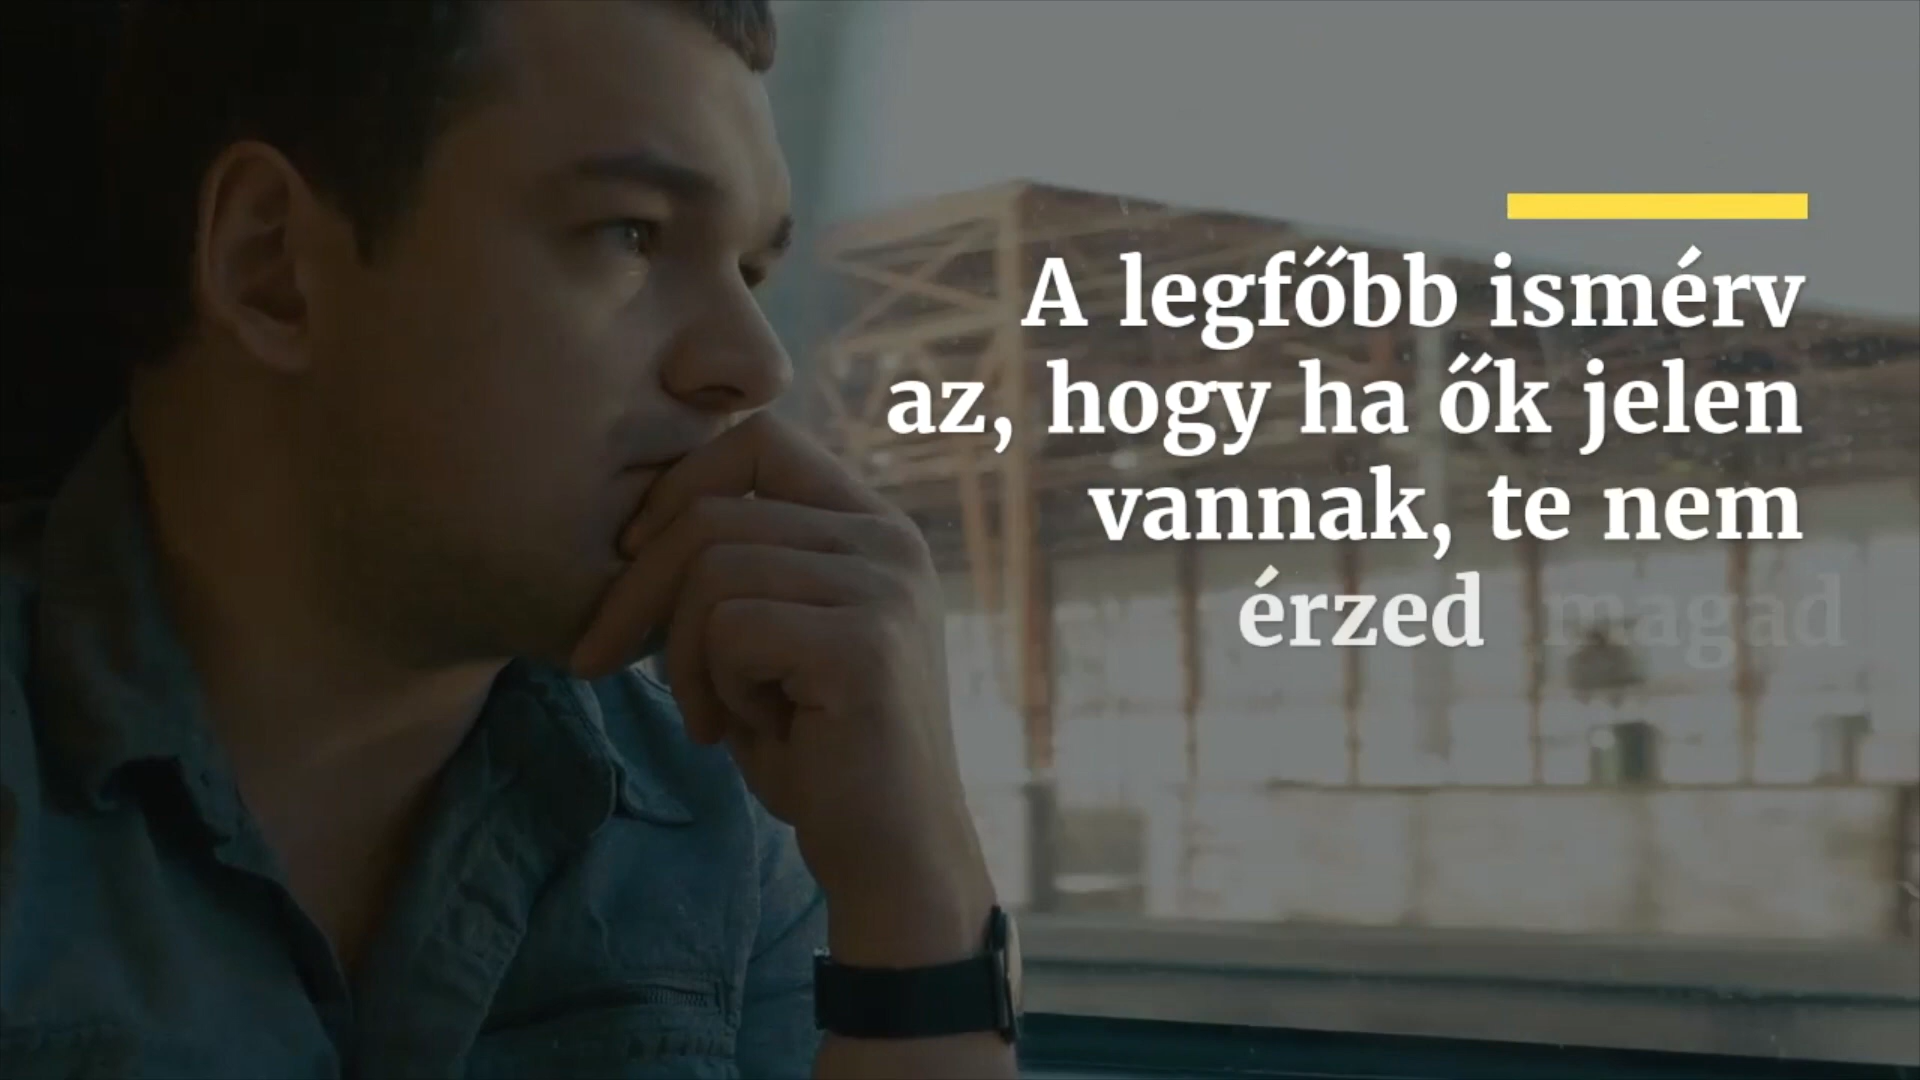 A legfőbb ismérv
az, hogy ha ők jelen
vannak, te nem
érzed magad